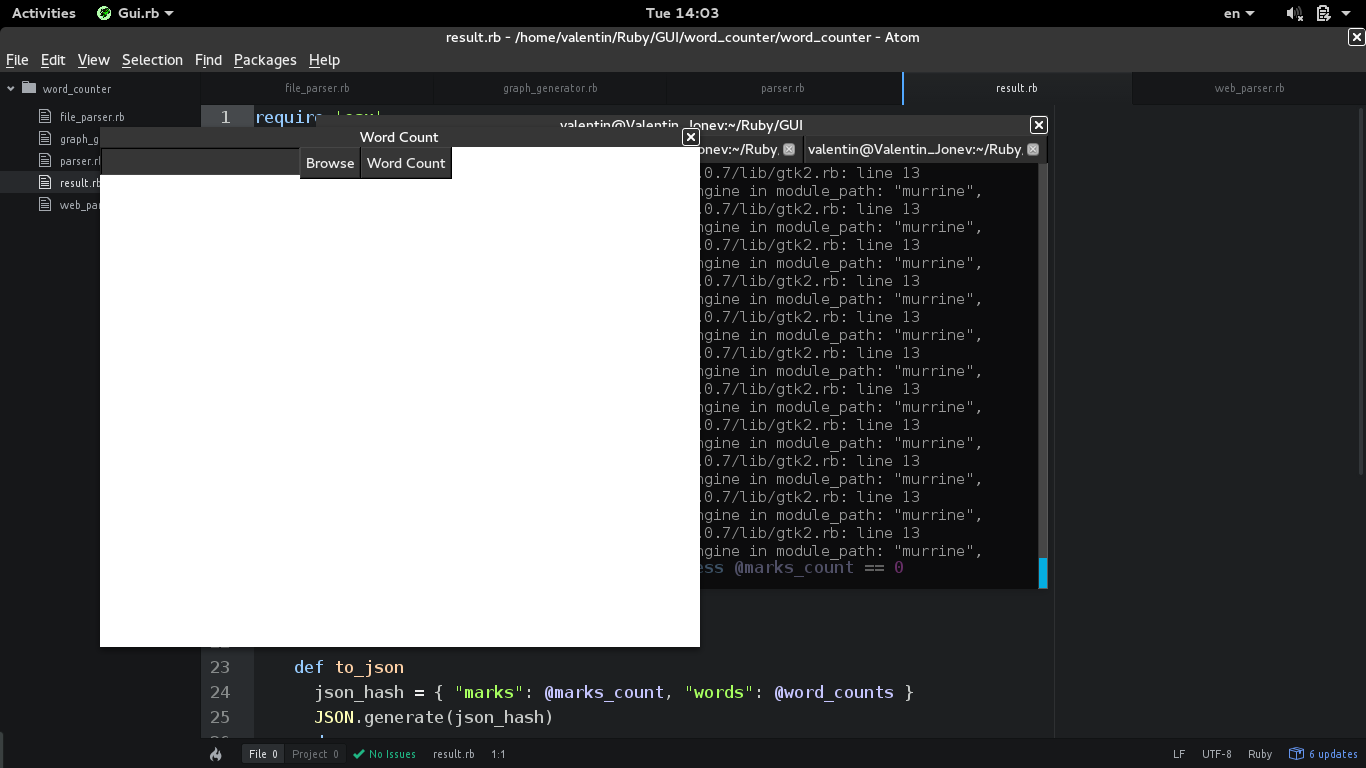 Activities Gui.rb Tue 14:03 en
result.rb - /home/valentin/Ruby/GUI/word_counter/word_counter - Atom
File Edit View Selection Find Packages Help
word_counter
file_parser.rb graph_generator.rb parser.rb result.rb web_parser.rb
file_parser.rb
graph_g
parser.rb
result.rb
web_par
1 require
valentin@Valentin_Jonev:~/Ruby/GUI
onev:~/Ruby, valentin@Valentin_Jonev:~/Ruby,
Word Count
Browse Word Count
.0.7/lib/gtk2.rb: line 13
ngine in module_path: "murrine",
.0.7/lib/gtk2.rb: line 13
ngine in module_path: "murrine",
.0.7/lib/gtk2.rb: line 13
ngine in module_path: "murrine",
.0.7/lib/gtk2.rb: line 13
ngine in module_path: "murrine",
.0.7/lib/gtk2.rb: line 13
ngine in module_path: "murrine",
.0.7/lib/gtk2.rb: line 13
ngine in module_path: "murrine",
.0.7/lib/gtk2.rb: line 13
ngine in module_path: "murrine",
.0.7/lib/gtk2.rb: line 13
ngine in module_path: "murrine",
.0.7/lib/gtk2.rb: line 13
ngine in module_path: "murrine",
.0.7/lib/gtk2.rb: line 13
ngine in module_path: "murrine",
.0.7/lib/gtk2.rb: line 13
ngine in module_path: "murrine",
ess @marks_count == 0
23 def to_json
24 json_hash = { "marks": @marks_count, "words": @word_counts }
25 JSON.generate(json_hash)
File 0 Project 0 No Issues result.rb 1:1 LF UTF-8 Ruby 6 updates